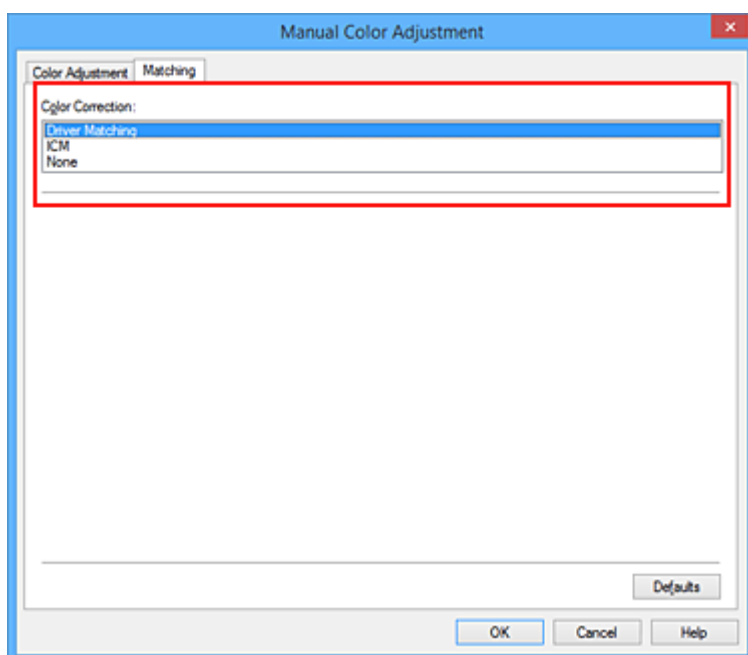 Manual Color Adjustment
Color Adjustment Matching
Color Correction:
Driver Matching
ICM
None
Defaults
OK Cancel Help